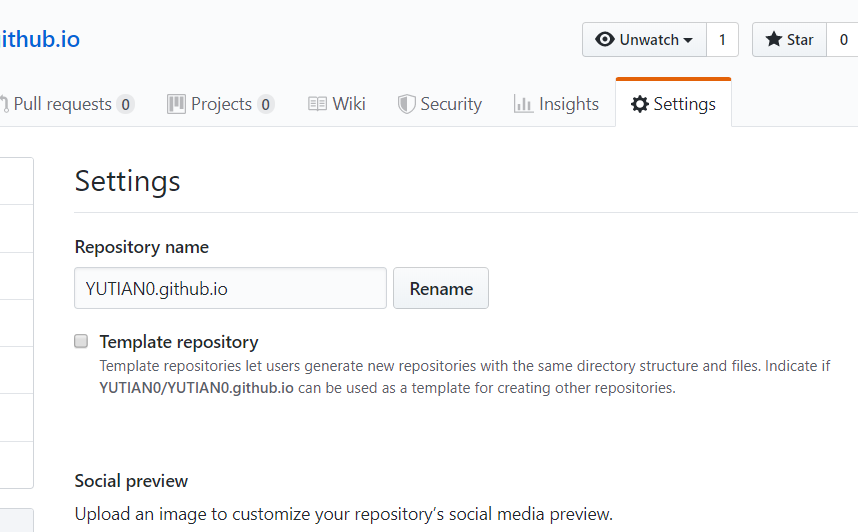 ithub.io
Unwatch 1 Star 0
Pull requests 0 Projects 0 Wiki Security Insights Settings
Settings
Repository name
YUTIAN0.github.io Rename
Template repository
Template repositories let users generate new repositories with the same directory structure and files. Indicate if
YUTIAN0/YUTIAN0.github.io can be used as a template for creating other repositories.
Social preview
Upload an image to customize your repository's social media preview.